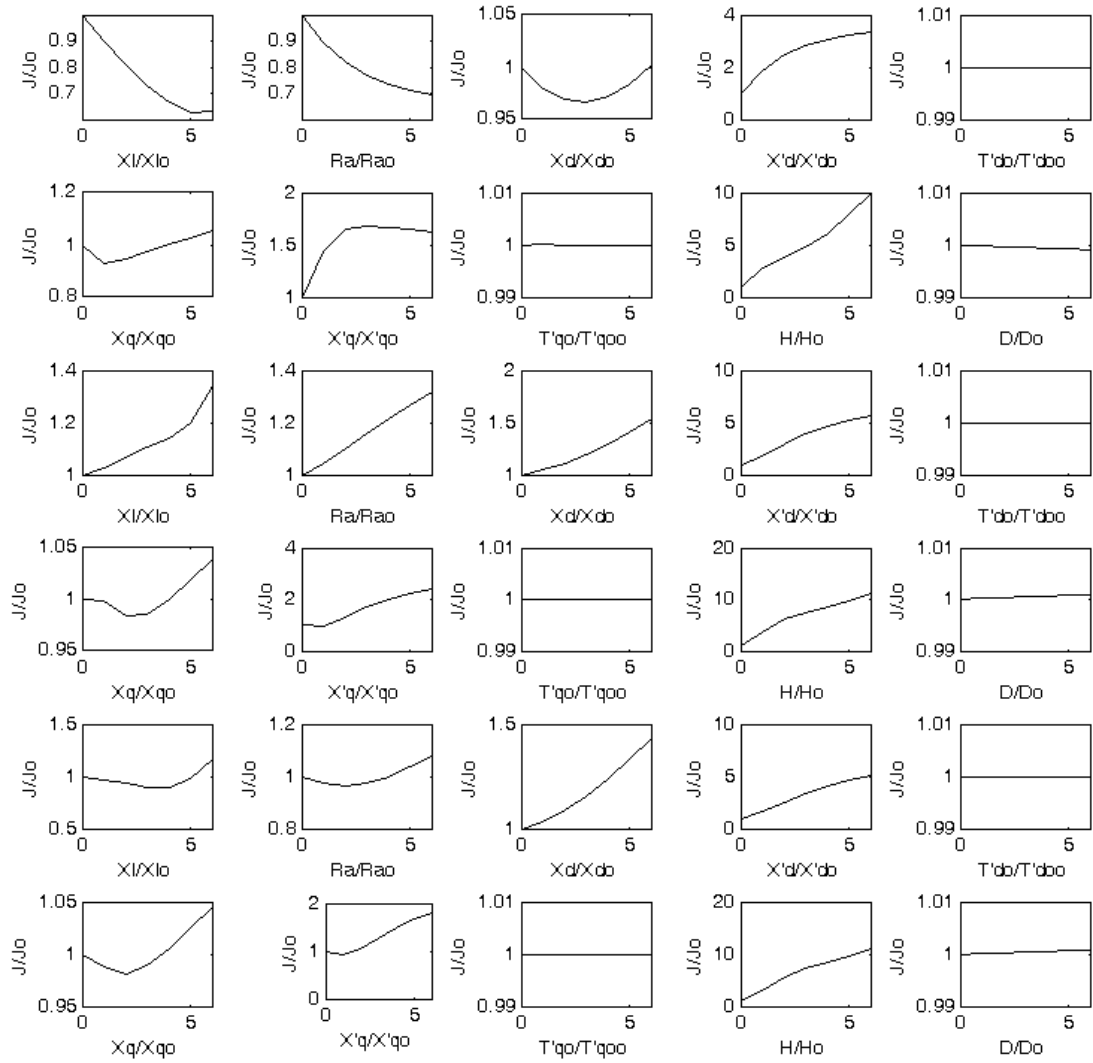 0.9
0.8
0.7
J/Jo
0 5
Xl/Xlo
0.9
0.8
0.7
J/Jo
0 5
Ra/Rao
1.05
1
0.95
J/Jo
0 5
Xd/Xdo
4
2
0
J/Jo
0 5
X'd/X'do
1.01
1
0.99
J/Jo
0 5
T'do/T'doo
1.2
1
0.8
J/Jo
0 5
Xq/Xqo
2
1.5
1
J/Jo
0 5
X'q/X'qo
1.01
1
0.99
J/Jo
0 5
T'qo/T'qoo
10
5
0
J/Jo
0 5
H/Ho
1.01
1
0.99
J/Jo
0 5
D/Do
1.4
1.2
1
J/Jo
0 5
Xl/Xlo
1.4
1.2
1
J/Jo
0 5
Ra/Rao
2
1.5
1
J/Jo
0 5
Xd/Xdo
10
5
0
J/Jo
0 5
X'd/X'do
1.01
1
0.99
J/Jo
0 5
T'do/T'doo
1.05
1
0.95
J/Jo
0 5
Xq/Xqo
4
2
0
J/Jo
0 5
X'q/X'qo
1.01
1
0.99
J/Jo
0 5
T'qo/T'qoo
20
10
0
J/Jo
0 5
H/Ho
1.01
1
0.99
J/Jo
0 5
D/Do
1.5
1
0.5
J/Jo
0 5
Xl/Xlo
1.2
1
0.8
J/Jo
0 5
Ra/Rao
1.5
1
J/Jo
0 5
Xd/Xdo
10
5
0
J/Jo
0 5
X'd/X'do
1.01
1
0.99
J/Jo
0 5
T'do/T'doo
1.05
1
0.95
J/Jo
0 5
Xq/Xqo
2
1
0
J/Jo
0 5
X'q/X'qo
1.01
1
0.99
J/Jo
0 5
T'qo/T'qoo
20
10
0
J/Jo
0 5
H/Ho
1.01
1
0.99
J/Jo
0 5
D/Do